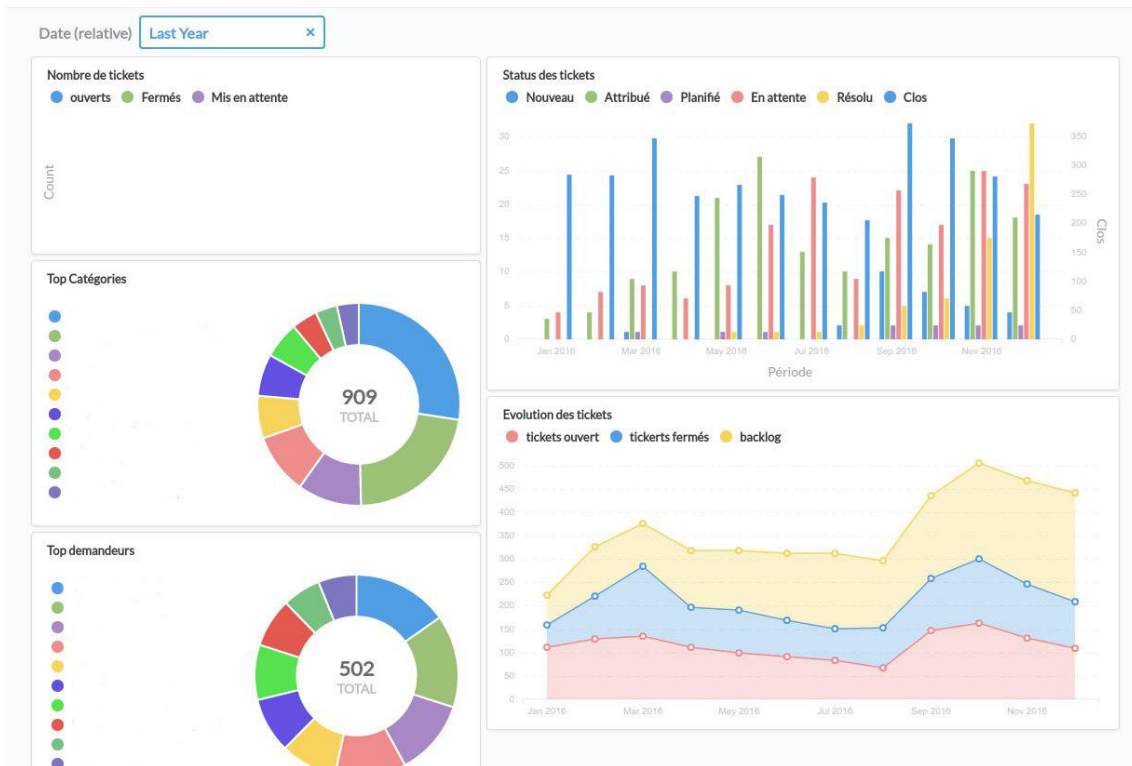 Date (relative) Last Year ×
Nombre de tickets
ouverts Fermés Mis en attente
Count
Top Catégories
909
TOTAL
Top demandeurs
502
TOTAL
Status des tickets
Nouveau Attribué Planifié En attente Résolu Clos
30
25
20
15
10
5
0
350
300
250
200
150
100
50
0
Clos
Jan 2016 Mar 2016 May 2016 Jul 2016 Sep 2016 Nov 2016
Période
Evolution des tickets
tickets ouvert tickerts fermés backlog
500
450
400
350
300
250
200
150
100
50
0
Jan 2016 Mar 2016 May 2016 Jul 2016 Sep 2016 Nov 2016